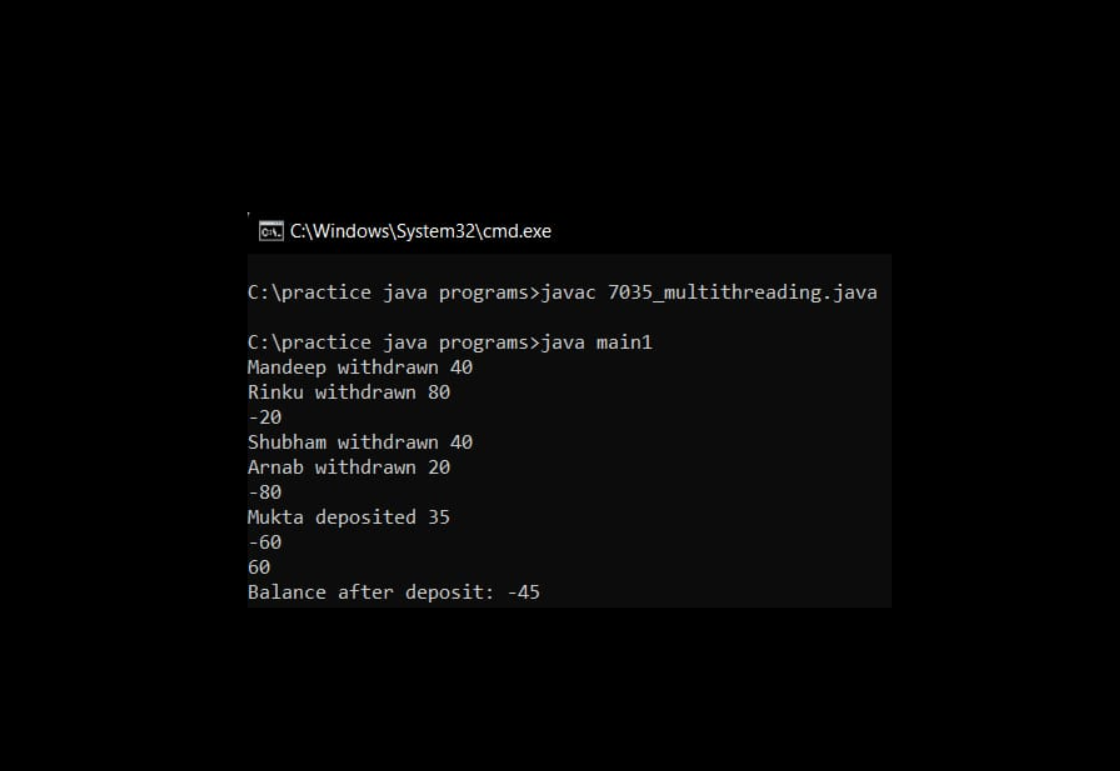 C:\Windows\System32\cmd.exe
C:\practice java programs>javac 7035_multithreading.java
C:\practice java programs>java main1
Mandeep withdrawn 40
Rinku withdrawn 80
-20
Shubham withdrawn 40
Arnab withdrawn 20
-80
Mukta deposited 35
-60
60
Balance after deposit: -45